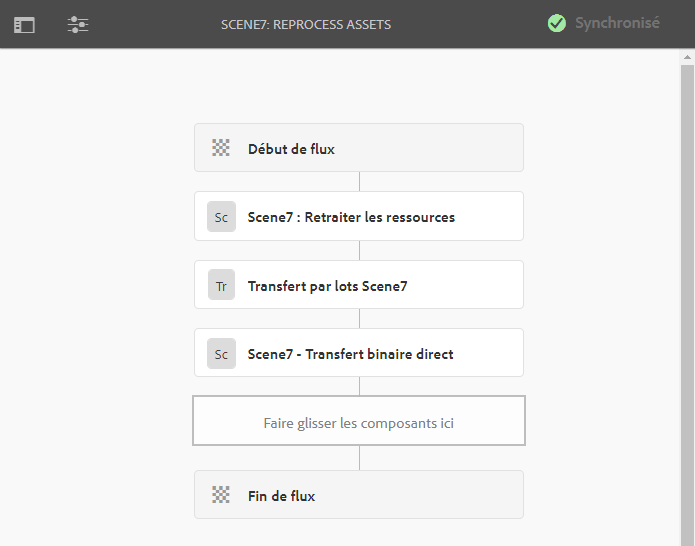 SCENE7: REPROCESS ASSETS
Synchronisé
Début de flux
Sc Scene7 : Retraiter les ressources
Tr Transfert par lots Scene7
Sc Scene7 - Transfert binaire direct
Faire glisser les composants ici
Fin de flux